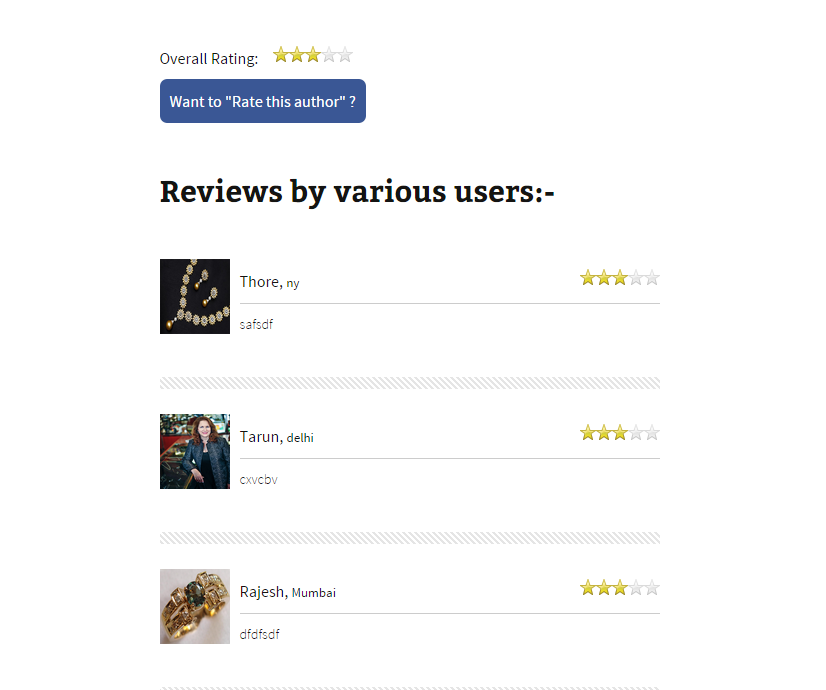 Overall Rating:
Want to "Rate this author" ?
Reviews by various users:-
Thore, ny
safsdf
Tarun, delhi
cxvcbv
Rajesh, Mumbai
dfdfsdf